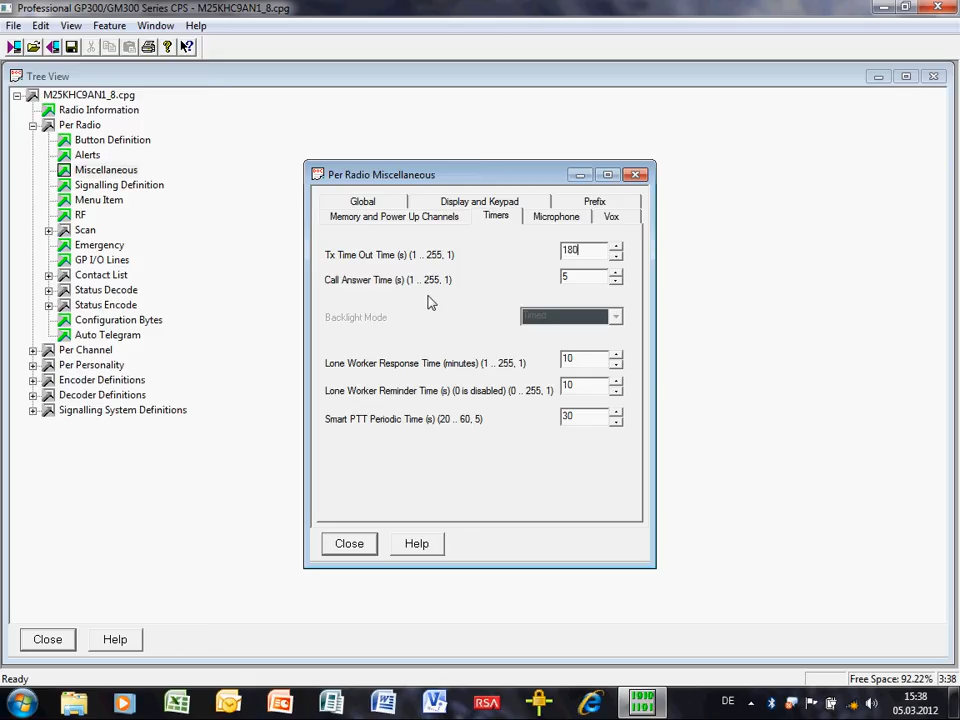 Professional GP300/GM300 Series CPS - M25KHC9AN1_8.cpg
File Edit View Feature Window Help
Tree View
M25KHC9AN1_8.cpg
Radio Information
Per Radio
Button Definition
Alerts
Miscellaneous
Signalling Definition
Menu Item
RF
Scan
Emergency
GP I/O Lines
Contact List
Status Decode
Status Encode
Configuration Bytes
Auto Telegram
Per Channel
Per Personality
Encoder Definitions
Decoder Definitions
Signalling System Definitions
Per Radio Miscellaneous
Global Display and Keypad Prefix
Memory and Power Up Channels Timers Microphone Vox
Tx Time Out Time (s) (1 .. 255, 1) 180
Call Answer Time (s) (1 .. 255, 1) 5
Backlight Mode Timed
Lone Worker Response Time (minutes) (1 .. 255, 1) 10
Lone Worker Reminder Time (s) (0 is disabled) (0 .. 255, 1) 10
Smart PTT Periodic Time (s) (20 .. 60, 5) 30
Close Help
Close Help
Ready Free Space: 92.22% 3:38
RSA DE 15:38
05.03.2012